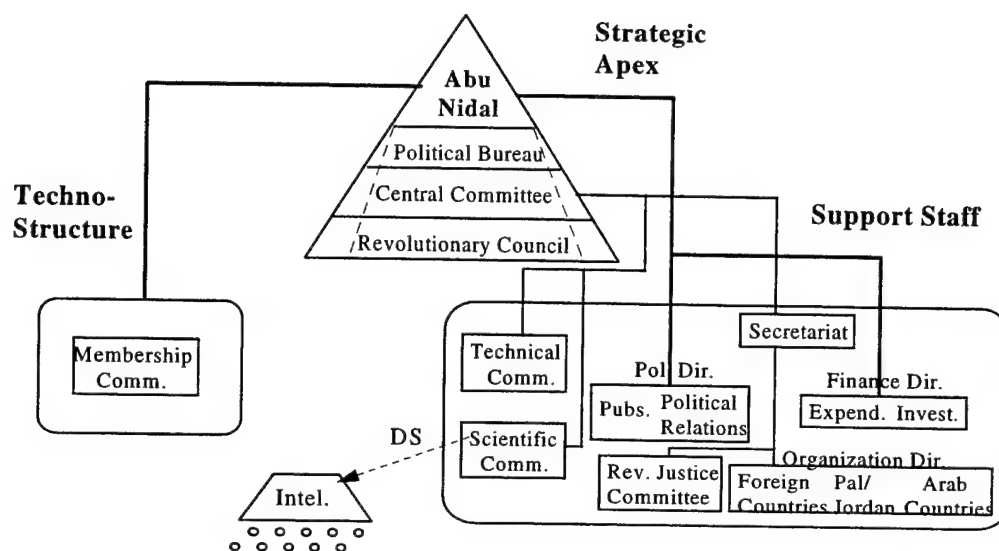 Strategic
Apex
Abu
Nidal
Political Bureau
Central Committee
Revolutionary Council
Techno-
Structure
Support Staff
Membership
Comm.
Technical
Comm.
Scientific
Comm.
DS
Intel.
Secretariat
Pol. Dir.
Pubs. Political
Relations
Finance Dir.
Expend. Invest.
Rev. Justice
Committee
Organization Dir.
Foreign Pal/ Arab
Countries Jordan Countries